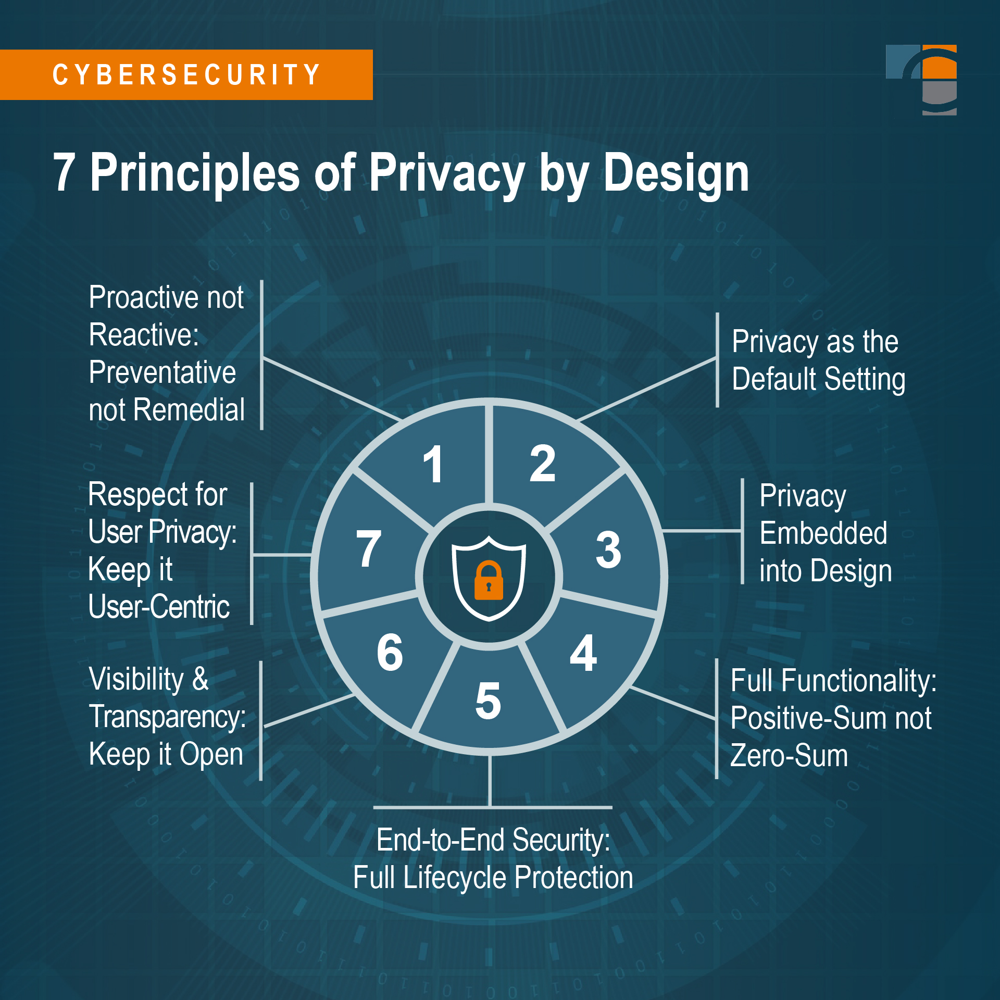 CYBERSECURITY
7 Principles of Privacy by Design
Proactive not
Reactive:
Preventative
not Remedial
Privacy as the
Default Setting
Respect for
User Privacy:
Keep it
User-Centric
Privacy
Embedded
into Design
Visibility &
Transparency:
Keep it Open
Full Functionality:
Positive-Sum not
Zero-Sum
End-to-End Security:
Full Lifecycle Protection
1
2
3
4
5
6
7